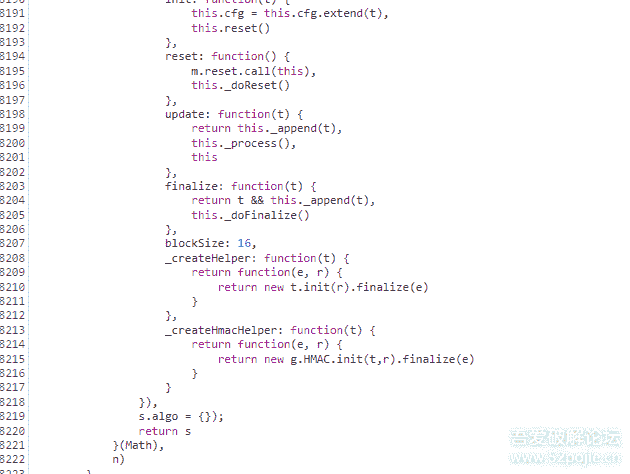 8190 init: function(t) {
8191 this.cfg = this.cfg.extend(t),
8192 this.reset()
8193 },
8194 reset: function() {
8195 m.reset.call(this),
8196 this._doReset()
8197 },
8198 update: function(t) {
8199 return this._append(t),
8200 this._process(),
8201 this
8202 },
8203 finalize: function(t) {
8204 return t && this._append(t),
8205 this._doFinalize()
8206 },
8207 blockSize: 16,
8208 _createHelper: function(t) {
8209 return function(e, r) {
8210 return new t.init(r).finalize(e)
8211 }
8212 },
8213 _createHmacHelper: function(t) {
8214 return function(e, r) {
8215 return new g.HMAC.init(t,r).finalize(e)
8216 }
8217 }
8218 }),
8219 s.algo = {});
8220 return s
8221 }(Math),
8222 n)
8223 }
吾爱破解论坛
www.52pojie.cn